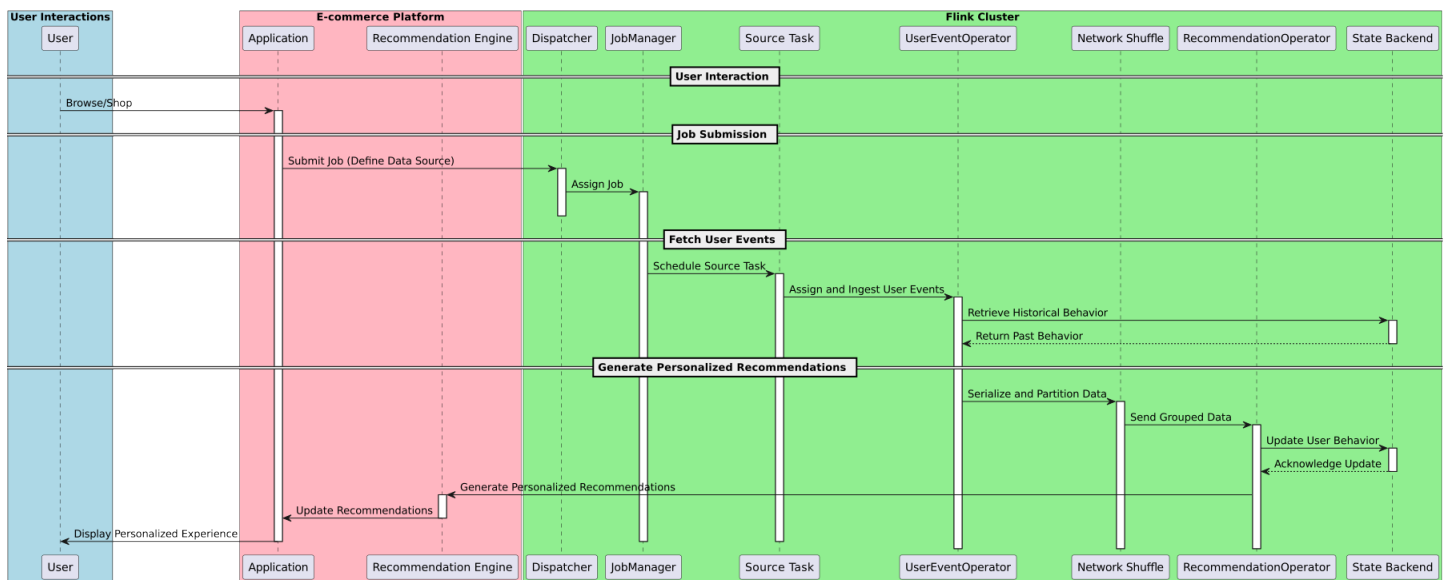 User Interactions
E-commerce Platform
Flink Cluster
User
Application
Recommendation Engine
Dispatcher
JobManager
Source Task
UserEventOperator
Network Shuffle
RecommendationOperator
State Backend
User Interaction
Browse/Shop
Job Submission
Submit Job (Define Data Source)
Assign Job
Fetch User Events
Schedule Source Task
Assign and Ingest User Events
Retrieve Historical Behavior
Return Past Behavior
Generate Personalized Recommendations
Serialize and Partition Data
Send Grouped Data
Update User Behavior
Acknowledge Update
Generate Personalized Recommendations
Update Recommendations
Display Personalized Experience
User
Application
Recommendation Engine
Dispatcher
JobManager
Source Task
UserEventOperator
Network Shuffle
RecommendationOperator
State Backend